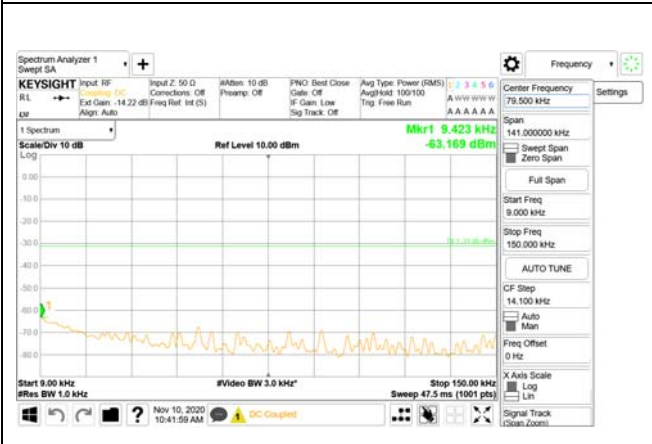 Spectrum Analyzer 1
Swept SA
Frequency
KEYSIGHT
RL
Input: RF
Coupling: DC
Ext Gain: -14.22 dB
Align: Auto
Input Z: 50 Ω
Corrections: Off
Freq Ref: Int (S)
#Atten: 10 dB
Preamp: Off
PNO: Best Close
Gate: Off
IF Gain: Low
Sig Track: Off
Avg Type: Power (RMS)
Avg|Hold: 100/100
Trig: Free Run
1 2 3 4 5 6
A W W W W W
A A A A A A
Settings
Center Frequency
79.500 kHz
Span
141.000000 kHz
Swept Span
Zero Span
Full Span
Start Freq
9.000 kHz
Stop Freq
150.000 kHz
AUTO TUNE
CF Step
14.100 kHz
Auto
Man
Freq Offset
0 Hz
X Axis Scale
Log
Lin
Signal Track
(Span Zoom)
1 Spectrum
Scale/Div 10 dB
Ref Level 10.00 dBm
Mkr1 9.423 kHz
-63.169 dBm
Log
0.00
-10.0
-20.0
-30.0
-40.0
-50.0
-60.0
-70.0
-80.0
1
Start 9.00 kHz
#Res BW 1.0 kHz
#Video BW 3.0 kHz*
Stop 150.00 kHz
Sweep 47.5 ms (1001 pts)
?
Nov 10, 2020
10:41:59 AM
DC Coupled